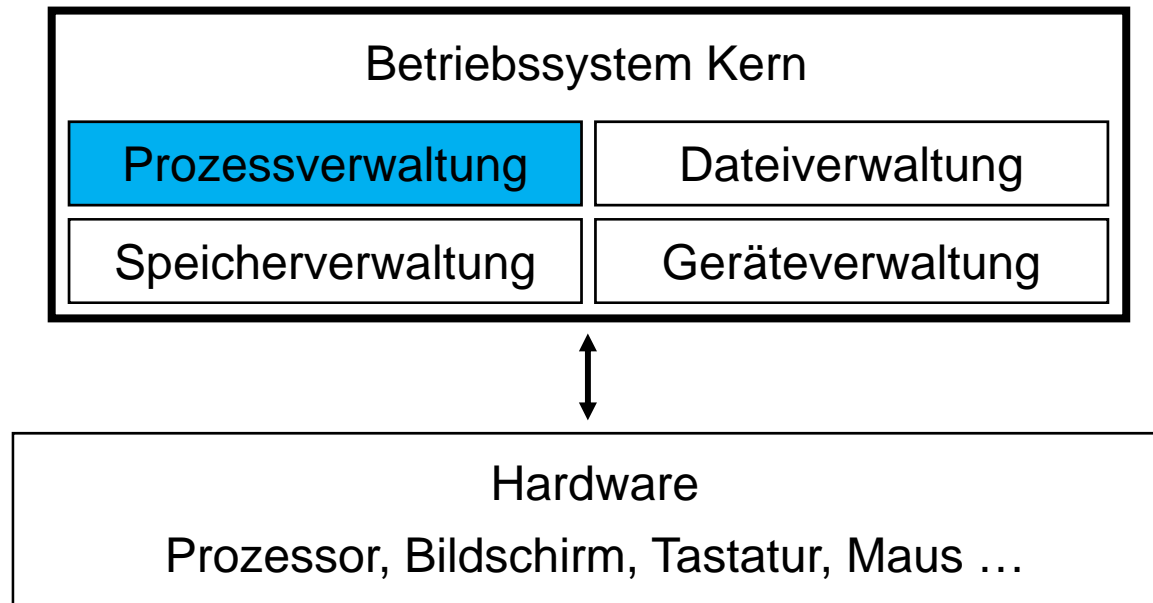 Betriebssystem Kern
Prozessverwaltung
Dateiverwaltung
Speicherverwaltung
Geräteverwaltung
Hardware
Prozessor, Bildschirm, Tastatur, Maus …